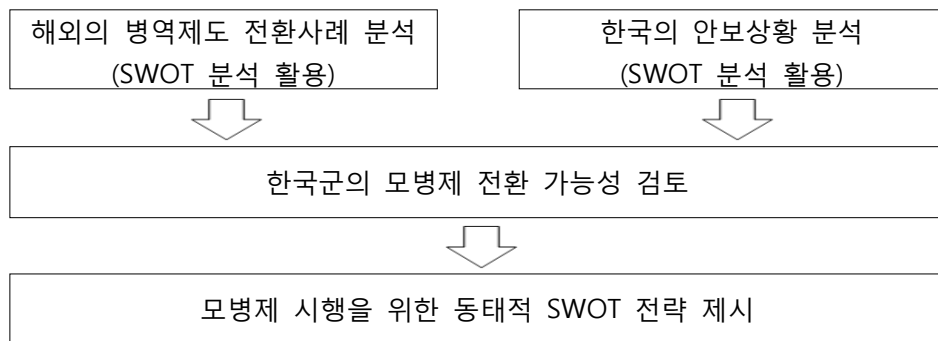 해외의 병역제도 전환사례 분석
(SWOT 분석 활용)
한국의 안보상황 분석
(SWOT 분석 활용)
한국군의 모병제 전환 가능성 검토
모병제 시행을 위한 동태적 SWOT 전략 제시